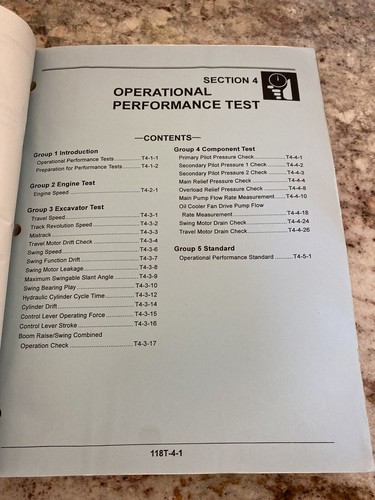 SECTION 4
OPERATIONAL
PERFORMANCE TEST
—CONTENTS—
Group 1 Introduction
Operational Performance Tests ............. T4-1-1
Preparation for Performance Tests ......... T4-1-2
Group 2 Engine Test
Engine Speed ............................. T4-2-1
Group 3 Excavator Test
Travel Speed ............................. T4-3-1
Track Revolution Speed ................... T4-3-2
Mistrack ................................. T4-3-3
Travel Motor Drift Check ................. T4-3-4
Swing Speed .............................. T4-3-6
Swing Function Drift ..................... T4-3-7
Swing Motor Leakage ...................... T4-3-8
Maximum Swingable Slant Angle ............ T4-3-9
Swing Bearing Play ....................... T4-3-10
Hydraulic Cylinder Cycle Time ............ T4-3-12
Cylinder Drift ........................... T4-3-14
Control Lever Operating Force ............ T4-3-15
Control Lever Stroke ..................... T4-3-16
Boom Raise/Swing Combined
Operation Check .......................... T4-3-17
Group 4 Component Test
Primary Pilot Pressure Check ............. T4-4-1
Secondary Pilot Pressure 1 Check ......... T4-4-2
Secondary Pilot Pressure 2 Check ......... T4-4-3
Main Relief Pressure Check ............... T4-4-4
Overload Relief Pressure Check ........... T4-4-8
Main Pump Flow Rate Measurement .......... T4-4-10
Oil Cooler Fan Drive Pump Flow
Rate Measurement ......................... T4-4-18
Swing Motor Drain Check .................. T4-4-24
Travel Motor Drain Check ................. T4-4-26
Group 5 Standard
Operational Performance Standard ......... T4-5-1
118T-4-1